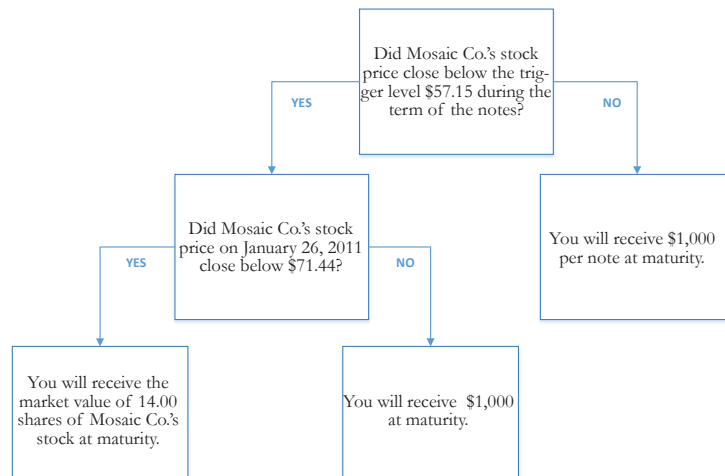 Did Mosaic Co.'s stock
price close below the trig-
ger level $57.15 during the
term of the notes?
YES
NO
Did Mosaic Co.'s stock
price on January 26, 2011
close below $71.44?
You will receive $1,000
per note at maturity.
YES
NO
You will receive the
market value of 14.00
shares of Mosaic Co.'s
stock at maturity.
You will receive $1,000
at maturity.